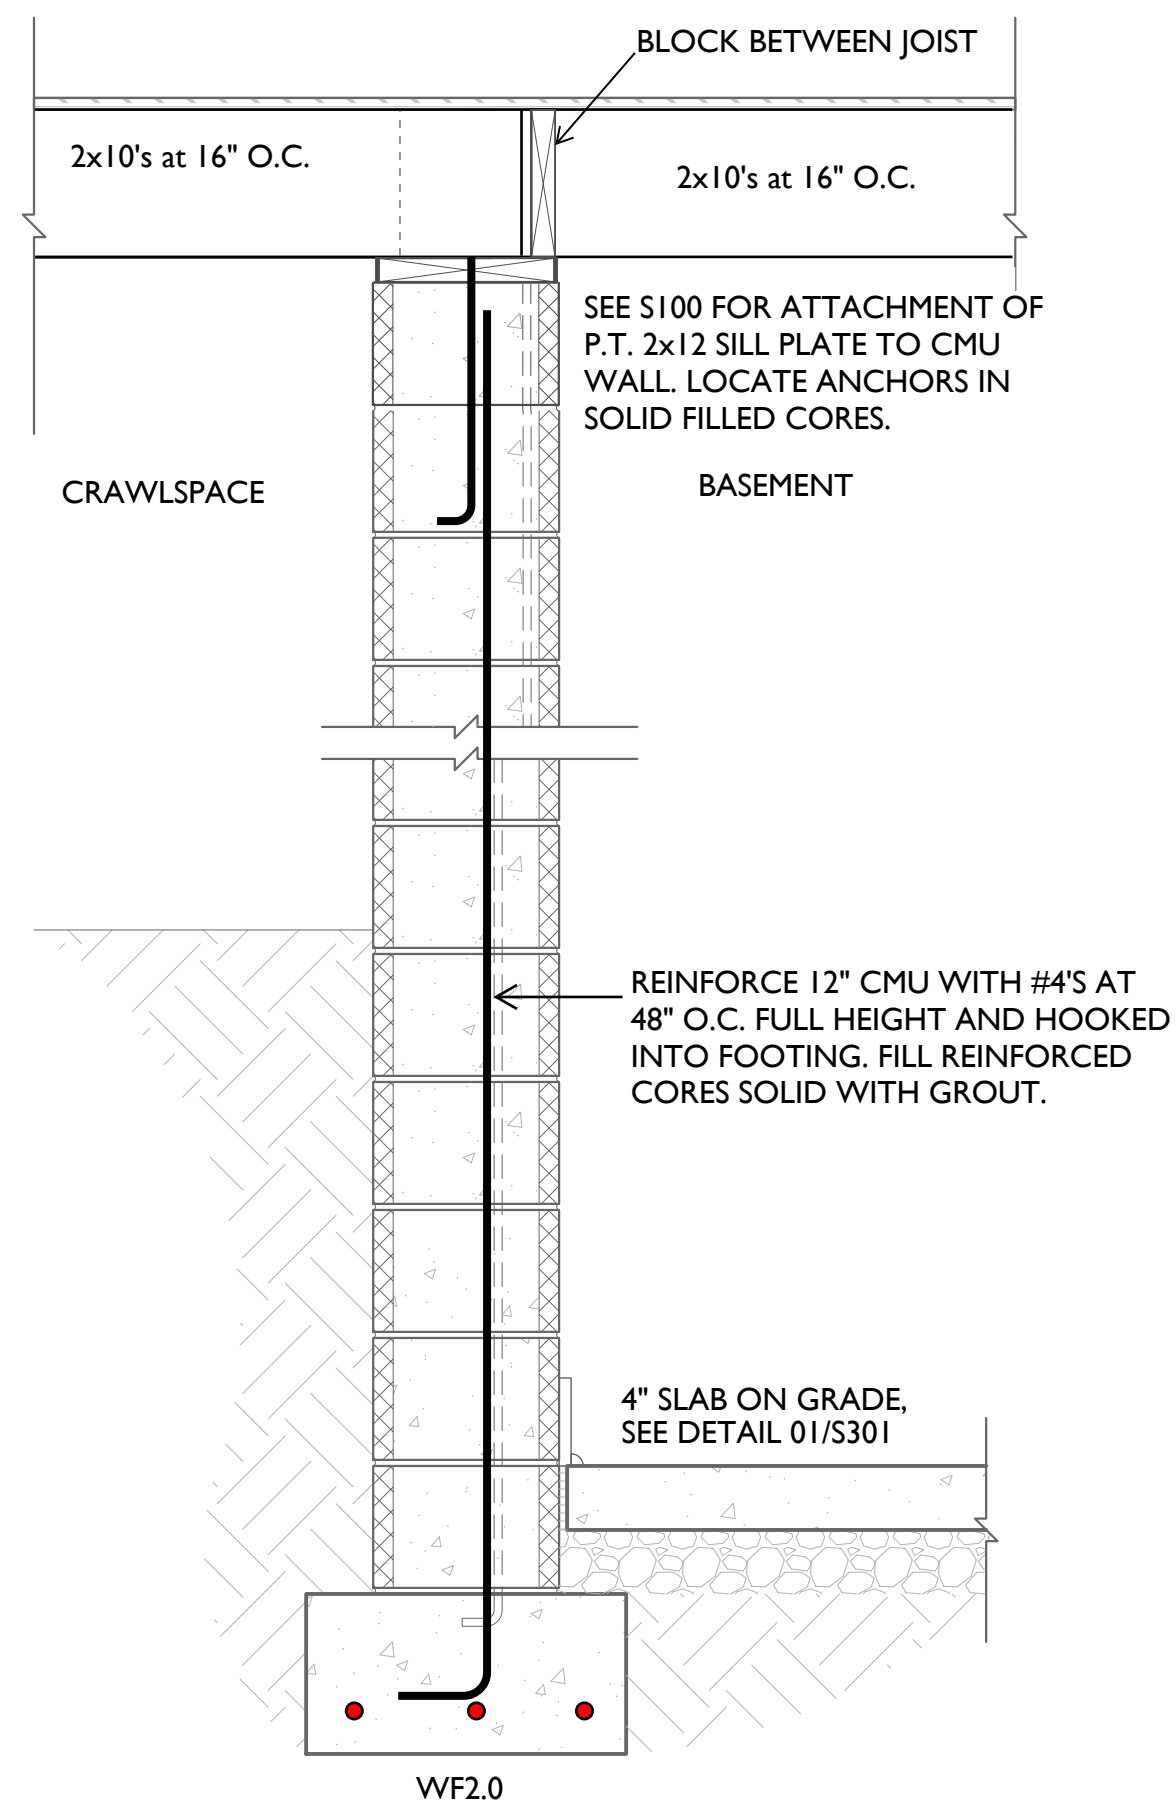 BLOCK BETWEEN JOIST
2x10's at 16" O.C.
2x10's at 16" O.C.
SEE S100 FOR ATTACHMENT OF
P.T. 2x12 SILL PLATE TO CMU
WALL. LOCATE ANCHORS IN
SOLID FILLED CORES.
CRAWLSPACE
BASEMENT
REINFORCE 12" CMU WITH #4'S AT
48" O.C. FULL HEIGHT AND HOOKED
INTO FOOTING. FILL REINFORCED
CORES SOLID WITH GROUT.
4" SLAB ON GRADE,
SEE DETAIL 01/S301
WF2.0